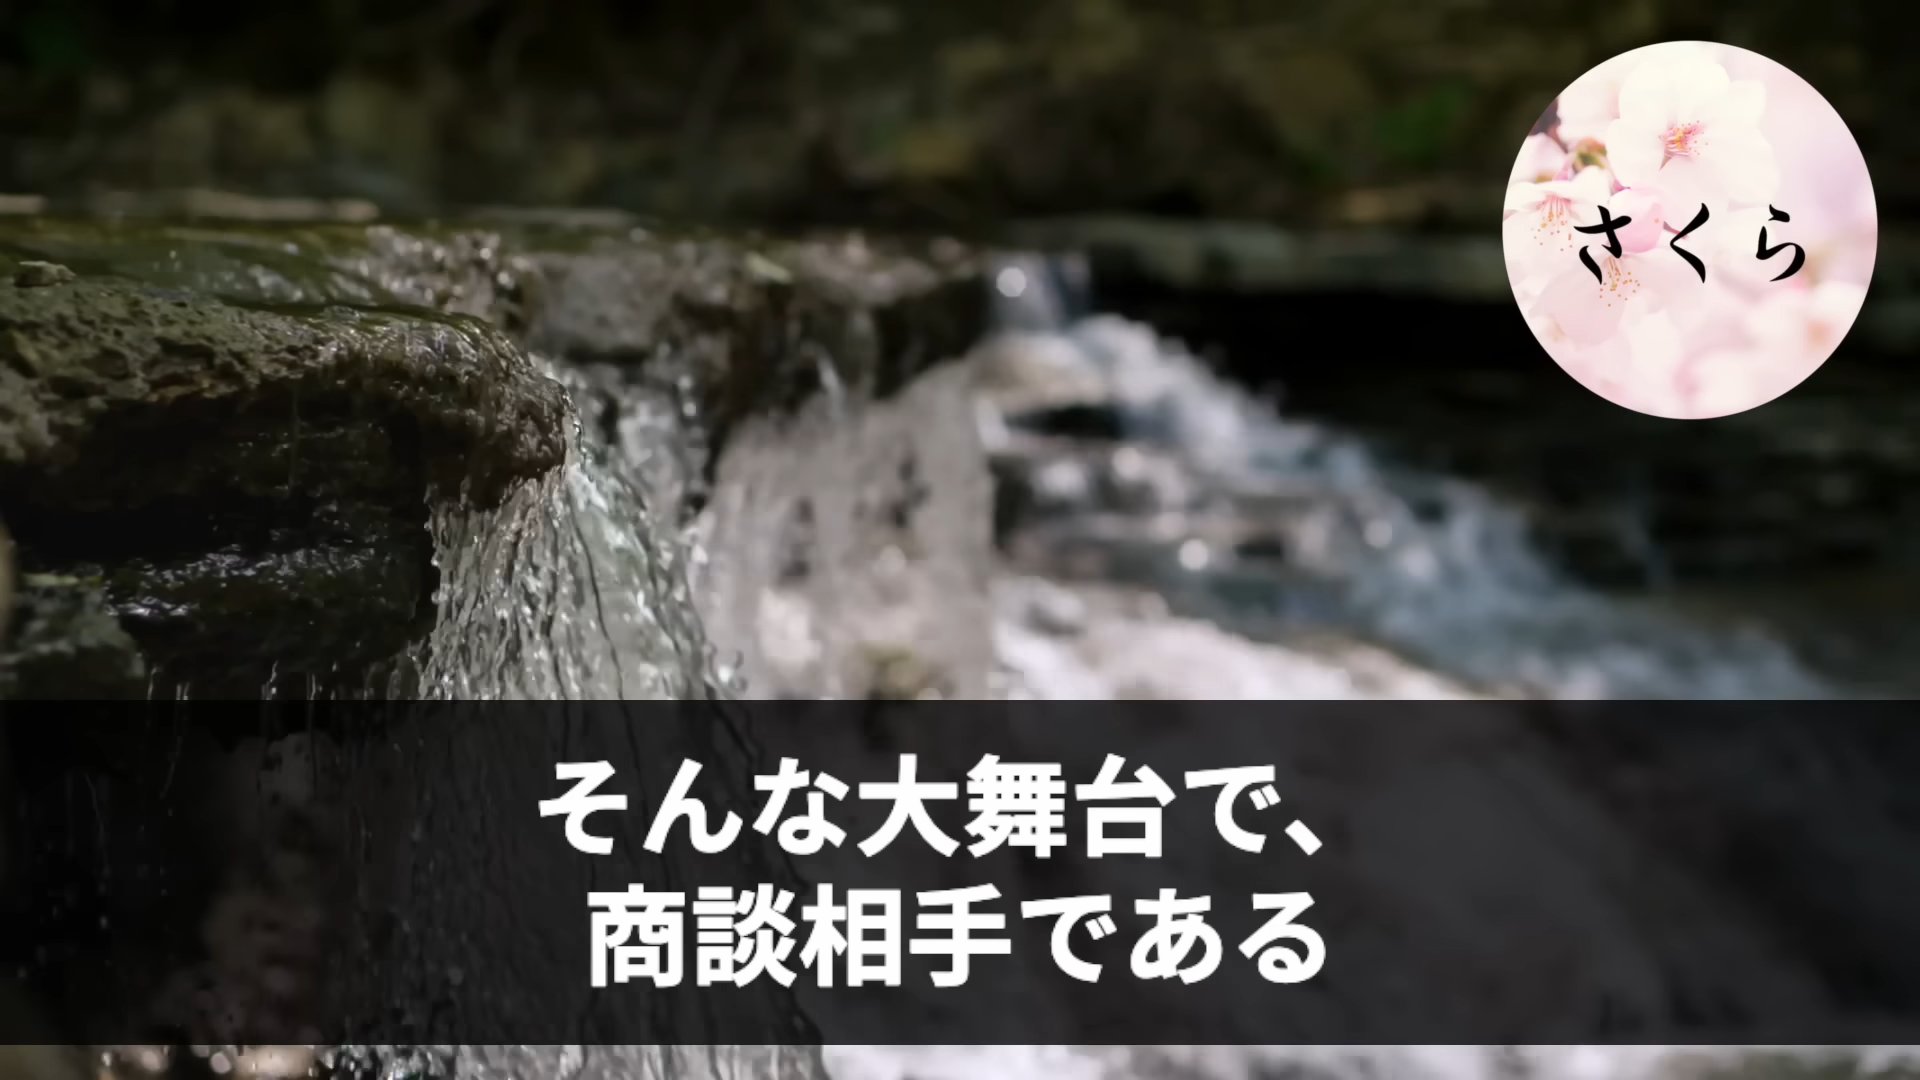 さくら
そんな大舞台で、
商談相手である